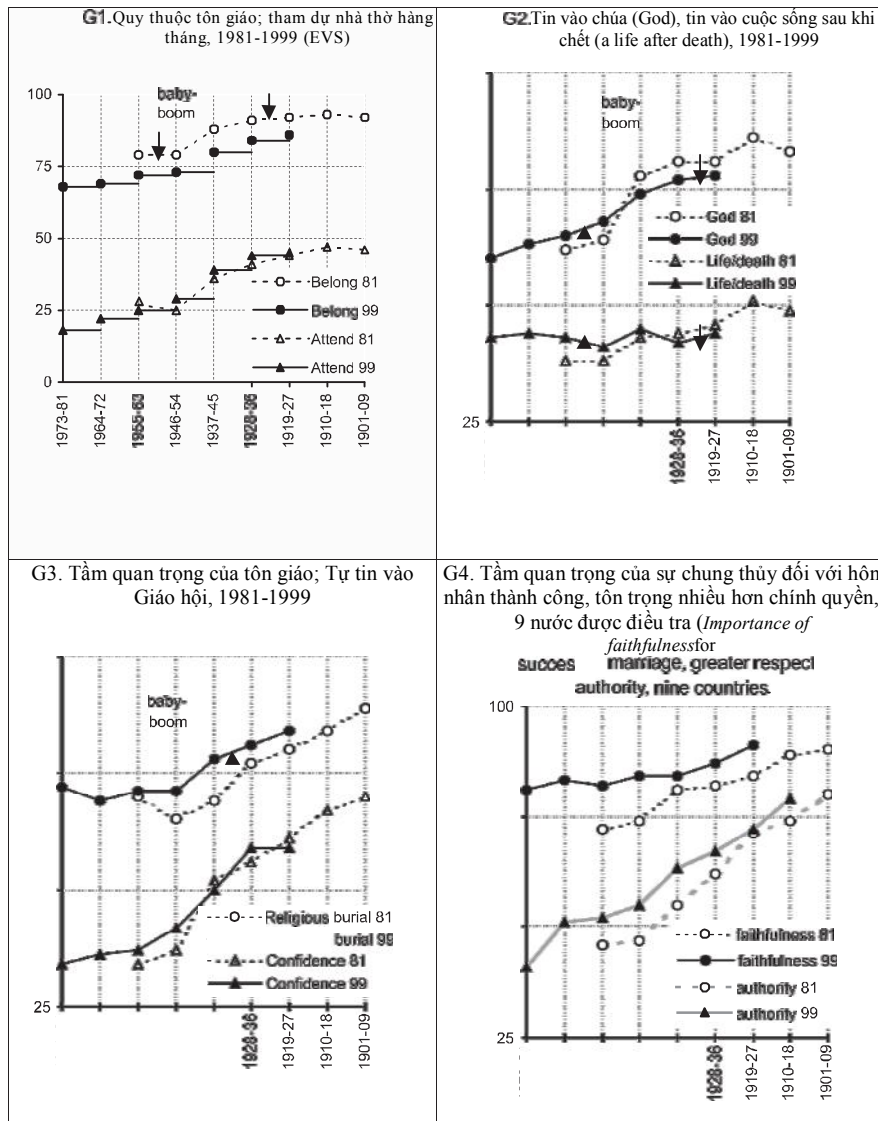 G1.Quy thuộc tôn giáo; tham dự nhà thờ hàng
tháng, 1981-1999 (EVS)
100
75
50
25
0
baby-
boom
Belong 81
Belong 99
Attend 81
Attend 99
1973-81
1964-72
1955-63
1946-54
1937-45
1928-36
1919-27
1910-18
1901-09
G2.Tin vào chúa (God), tin vào cuộc sống sau khi
chết (a life after death), 1981-1999
baby-
boom
God 81
God 99
Life/death 81
Life/death 99
25
1928-36
1919-27
1910-18
1901-09
G3. Tầm quan trọng của tôn giáo; Tự tin vào
Giáo hội, 1981-1999
baby-
boom
Religious burial 81
burial 99
Confidence 81
Confidence 99
25
1928-36
1919-27
1910-18
1901-09
G4. Tầm quan trọng của sự chung thủy đối với hôn
nhân thành công, tôn trọng nhiều hơn chính quyền,
9 nước được điều tra (Importance of
faithfulnessfor
succes marriage, greater respect
authority, nine countries.
100
faithfulness 81
faithfulness 99
authority 81
authority 99
25
1928-36
1919-27
1910-18
1901-09